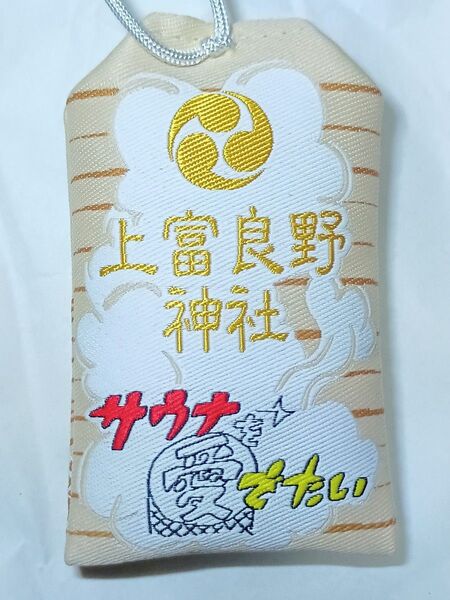 上富良野
神社
サウナを
愛でたい